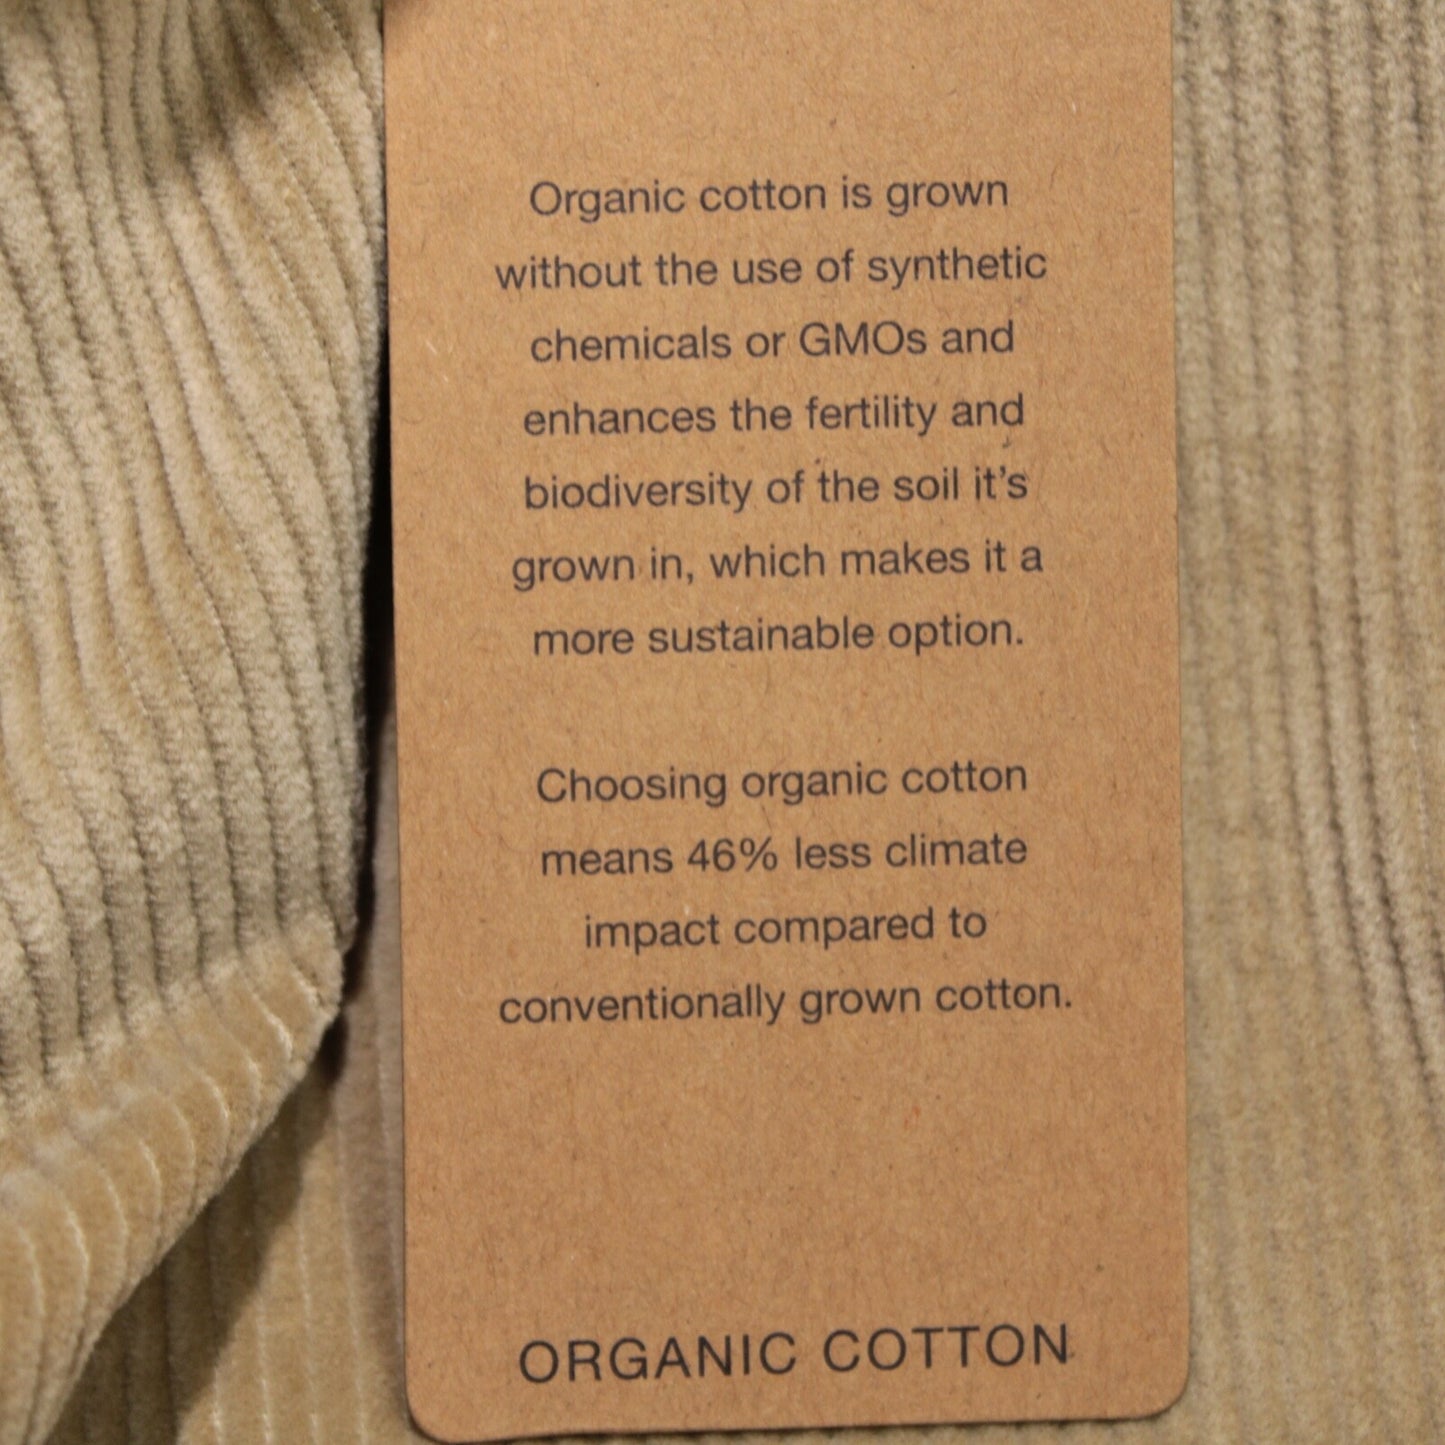 Organic cotton is grown
without the use of synthetic
chemicals or GMOs and
enhances the fertility and
biodiversity of the soil it’s
grown in, which makes it a
more sustainable option.
Choosing organic cotton
means 46% less climate
impact compared to
conventionally grown cotton.
ORGANIC COTTON